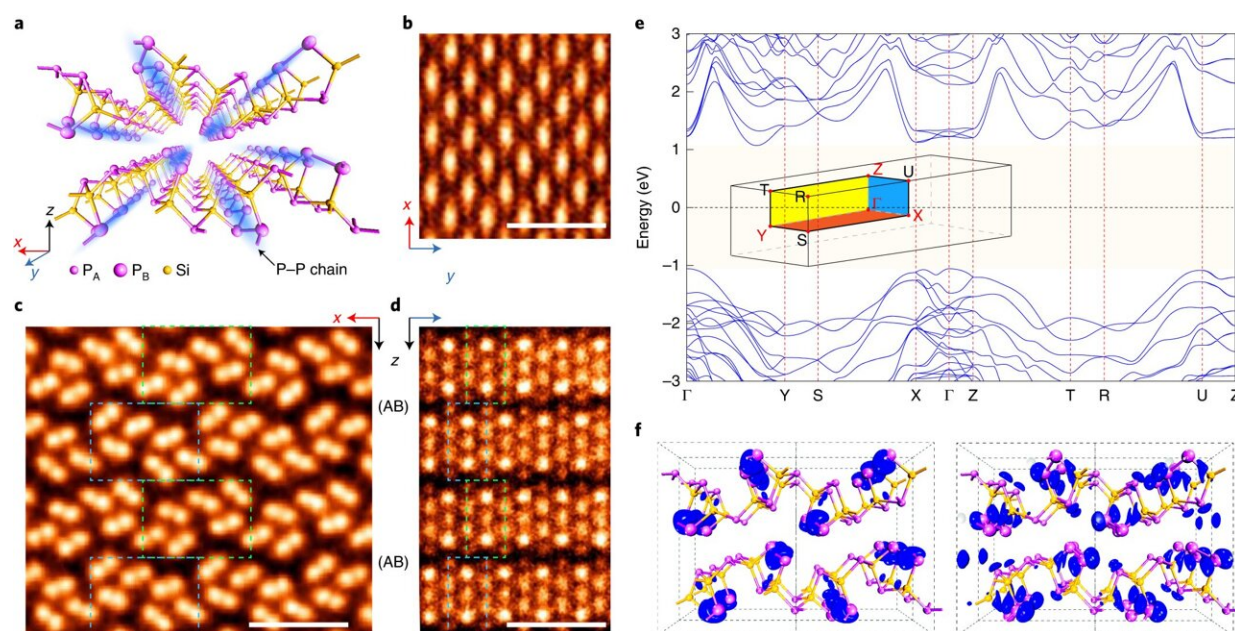 a
z
x
y
P–P chain
P_A P_B Si
b
x
y
c
x
z
(AB)
(AB)
d
e
3
2
1
0
−1
−2
−3
Energy (eV)
T R Z U
Γ
Y S X
Γ Y S X Γ Z T R U Z
f